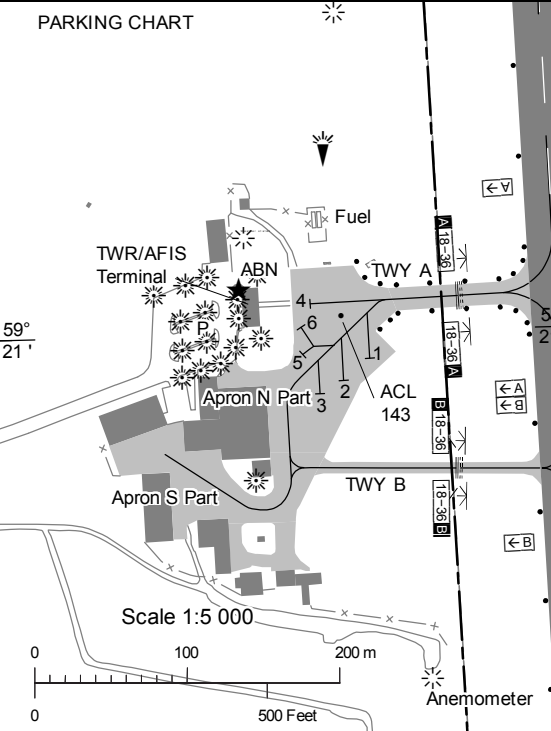 PARKING CHART
Fuel
TWR/AFIS
Terminal
ABN
TWY A
← A
A 18-36
4
6
5
59°
21 '
P
5
2
18-36 A
1
2
3
ACL
143
← A
← B
Apron N Part
B 18-36
TWY B
Apron S Part
18-36 B
← B
Scale 1:5 000
0 100 200 m
0 500 Feet
Anemometer